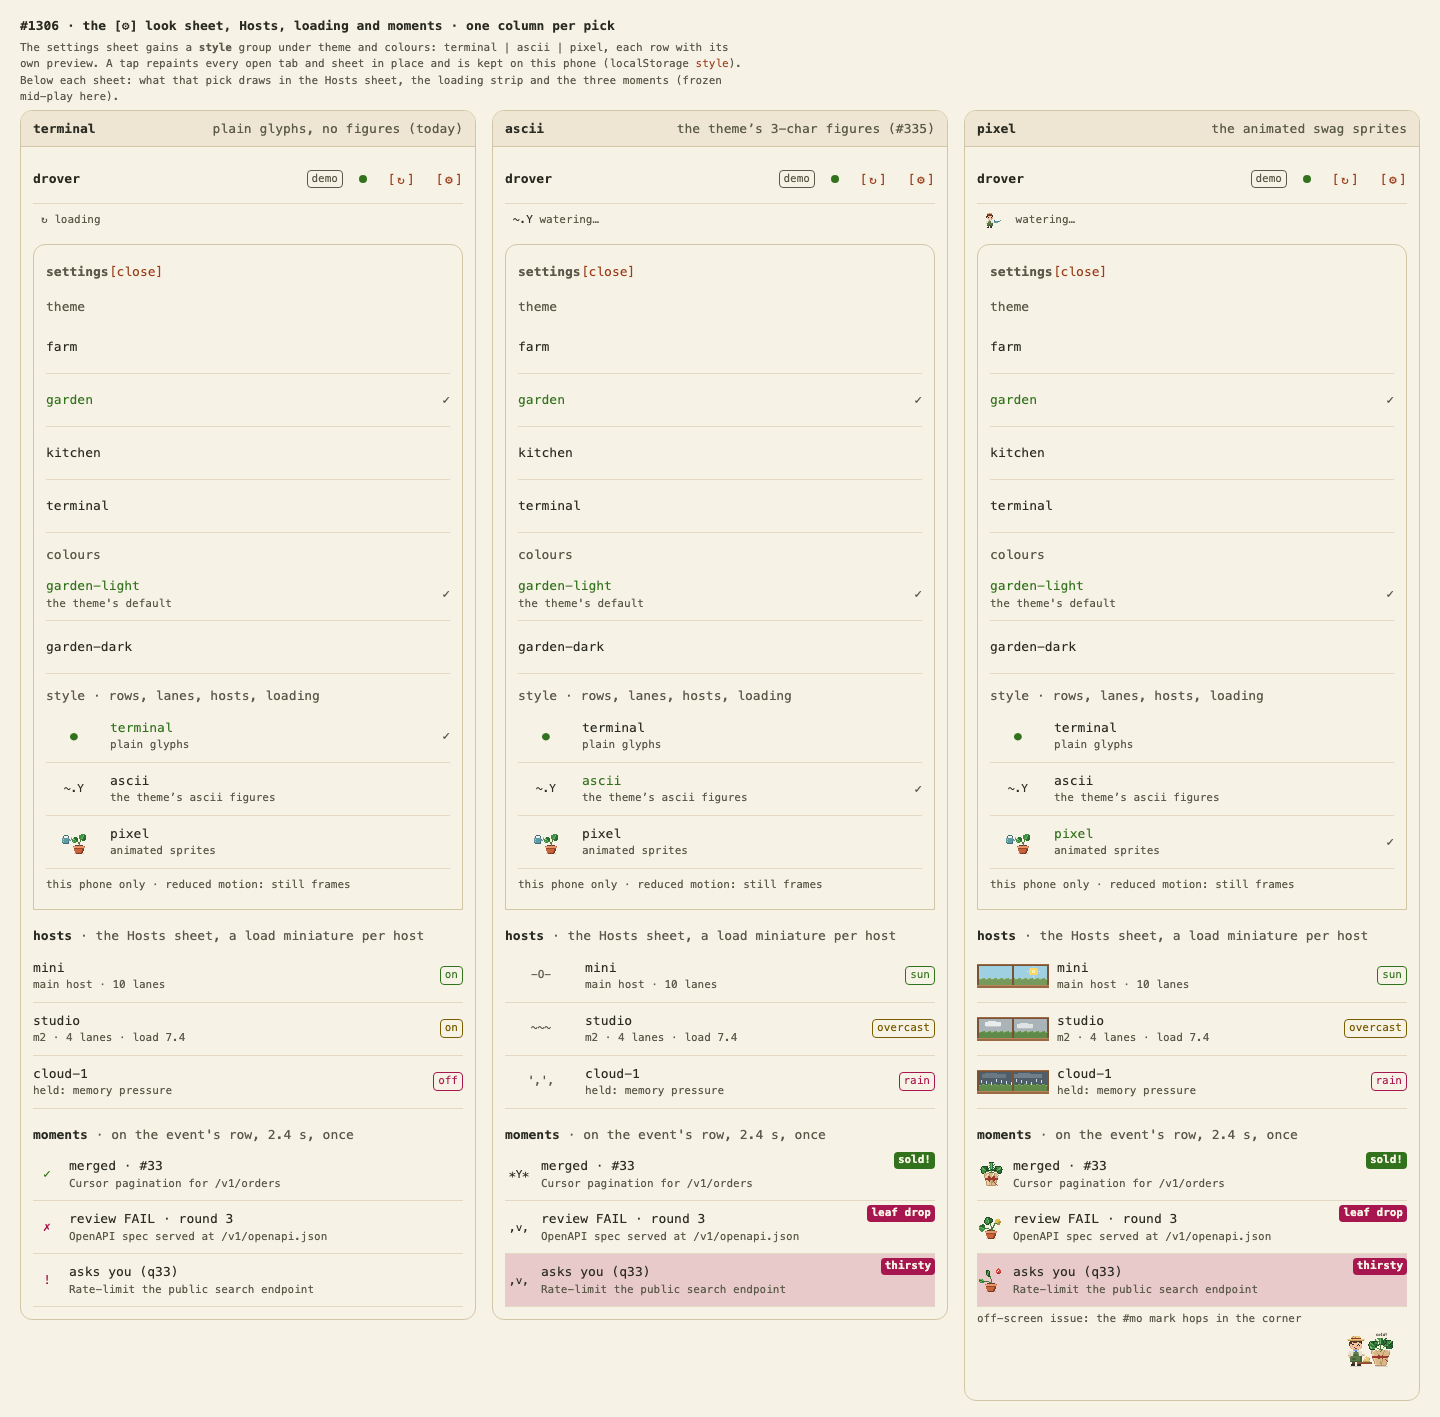 #1306 · the [⚙] look sheet, Hosts, loading and moments · one column per pick
The settings sheet gains a style group under theme and colours: terminal | ascii | pixel, each row with its
own preview. A tap repaints every open tab and sheet in place and is kept on this phone (localStorage style).
Below each sheet: what that pick draws in the Hosts sheet, the loading strip and the three moments (frozen
mid-play here).
terminal plain glyphs, no figures (today)
drover demo ● [↻] [⚙]
↻ loading
settings[close]
theme
farm
garden ✓
kitchen
terminal
colours
garden-light ✓
the theme's default
garden-dark
style · rows, lanes, hosts, loading
● terminal ✓
plain glyphs
~.Y ascii
the theme’s ascii figures
pixel
animated sprites
this phone only · reduced motion: still frames
hosts · the Hosts sheet, a load miniature per host
mini on
main host · 10 lanes
studio on
m2 · 4 lanes · load 7.4
cloud-1 off
held: memory pressure
moments · on the event's row, 2.4 s, once
✓ merged · #33
Cursor pagination for /v1/orders
✗ review FAIL · round 3
OpenAPI spec served at /v1/openapi.json
! asks you (q33)
Rate-limit the public search endpoint
ascii the theme’s 3-char figures (#335)
drover demo ● [↻] [⚙]
~.Y watering…
settings[close]
theme
farm
garden ✓
kitchen
terminal
colours
garden-light ✓
the theme's default
garden-dark
style · rows, lanes, hosts, loading
● terminal
plain glyphs
~.Y ascii ✓
the theme’s ascii figures
pixel
animated sprites
this phone only · reduced motion: still frames
hosts · the Hosts sheet, a load miniature per host
-O- mini sun
main host · 10 lanes
~~~ studio overcast
m2 · 4 lanes · load 7.4
',', cloud-1 rain
held: memory pressure
moments · on the event's row, 2.4 s, once
sold!
*Y* merged · #33
Cursor pagination for /v1/orders
leaf drop
,v, review FAIL · round 3
OpenAPI spec served at /v1/openapi.json
thirsty
,v, asks you (q33)
Rate-limit the public search endpoint
pixel the animated swag sprites
drover demo ● [↻] [⚙]
watering…
settings[close]
theme
farm
garden ✓
kitchen
terminal
colours
garden-light ✓
the theme's default
garden-dark
style · rows, lanes, hosts, loading
● terminal
plain glyphs
~.Y ascii
the theme’s ascii figures
pixel ✓
animated sprites
this phone only · reduced motion: still frames
hosts · the Hosts sheet, a load miniature per host
mini sun
main host · 10 lanes
studio overcast
m2 · 4 lanes · load 7.4
cloud-1 rain
held: memory pressure
moments · on the event's row, 2.4 s, once
sold!
merged · #33
Cursor pagination for /v1/orders
leaf drop
review FAIL · round 3
OpenAPI spec served at /v1/openapi.json
thirsty
asks you (q33)
Rate-limit the public search endpoint
off-screen issue: the #mo mark hops in the corner
sold!